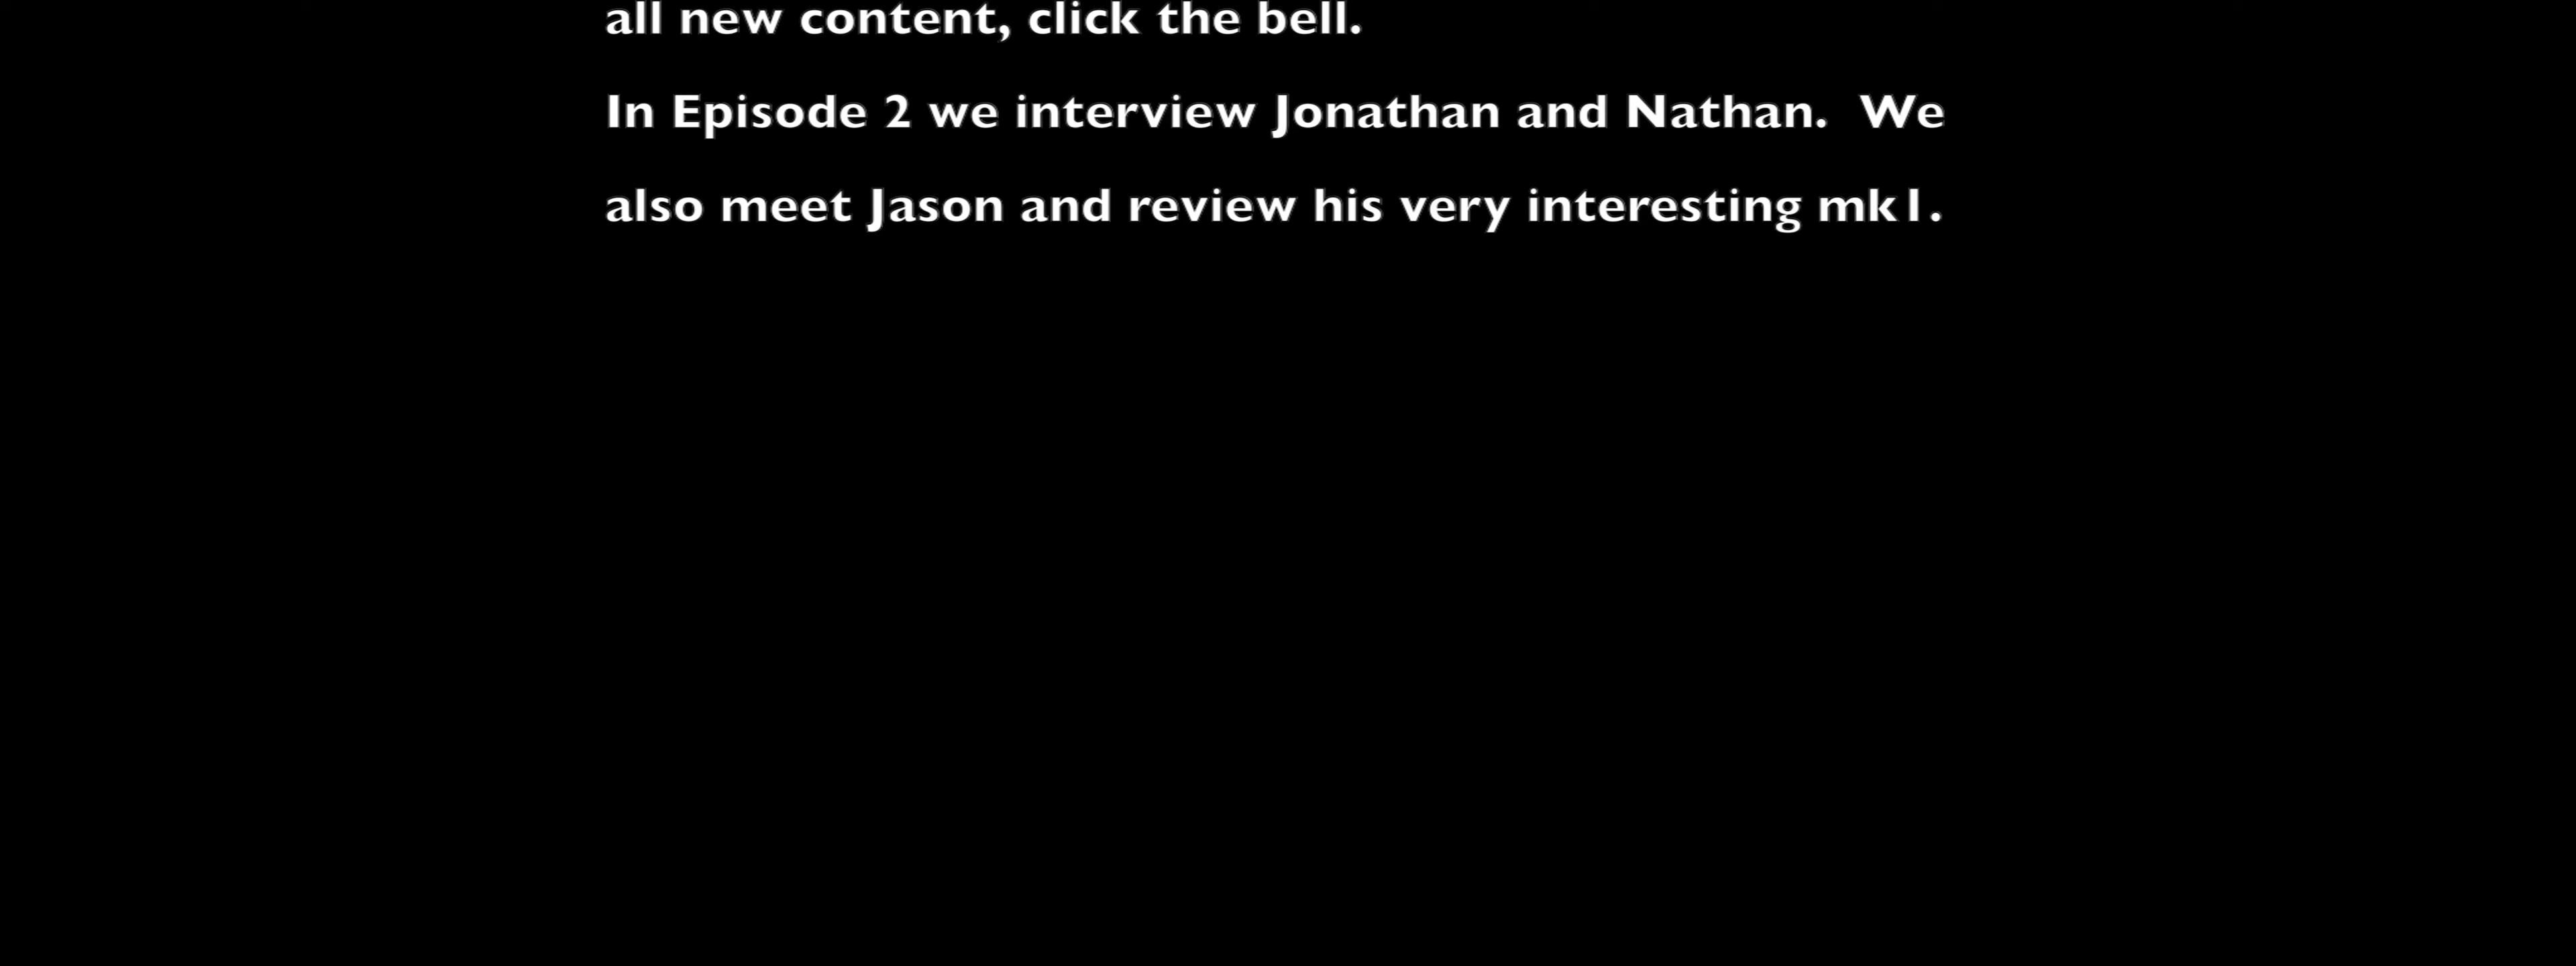 all new content, click the bell.
In Episode 2 we interview Jonathan and Nathan.  We
also meet Jason and review his very interesting mk1.